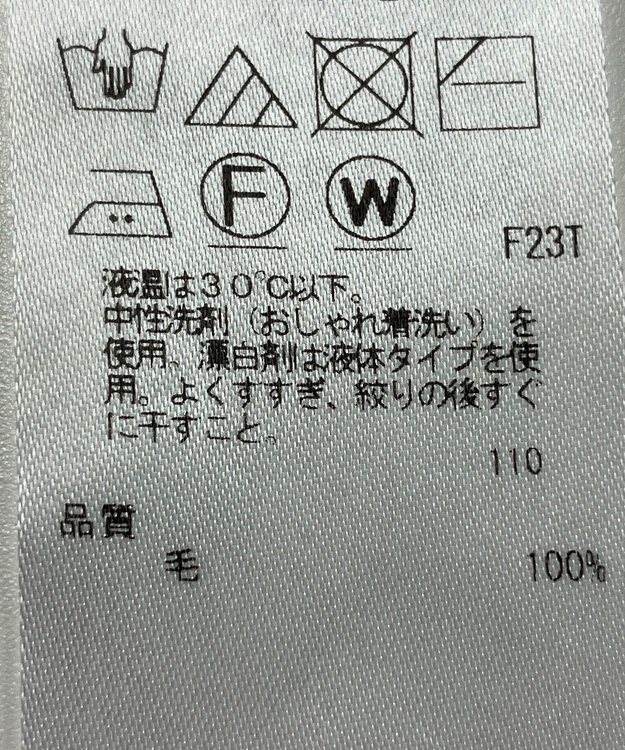 F
W
F23T
液温は30℃以下。
中性洗剤（おしゃれ着洗い）を
使用。漂白剤は液体タイプを使
用。よくすすぎ、絞りの後すぐ
に干すこと。
110
品質
毛 100%